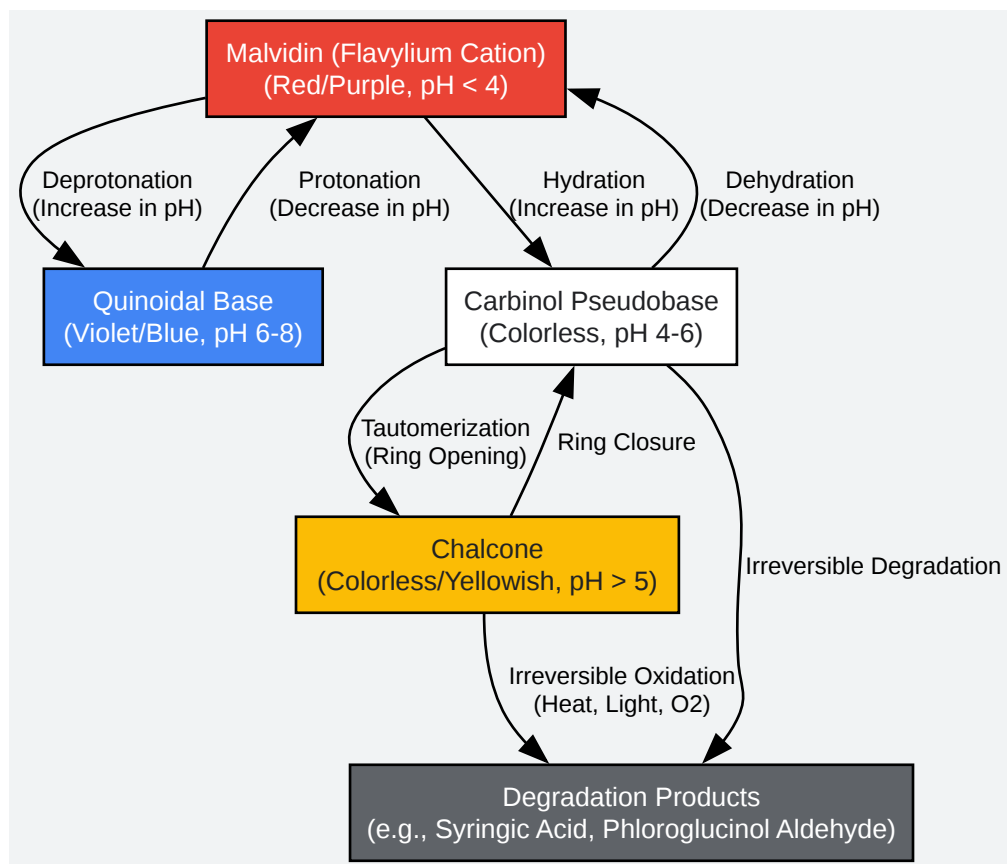 Malvidin (Flavylium Cation)
(Red/Purple, pH < 4)
Deprotonation
(Increase in pH)
Protonation
(Decrease in pH)
Hydration
(Increase in pH)
Dehydration
(Decrease in pH)
Quinoidal Base
(Violet/Blue, pH 6-8)
Carbinol Pseudobase
(Colorless, pH 4-6)
Tautomerization
(Ring Opening)
Ring Closure
Chalcone
(Colorless/Yellowish, pH > 5)
Irreversible Degradation
Irreversible Oxidation
(Heat, Light, O2)
Degradation Products
(e.g., Syringic Acid, Phloroglucinol Aldehyde)